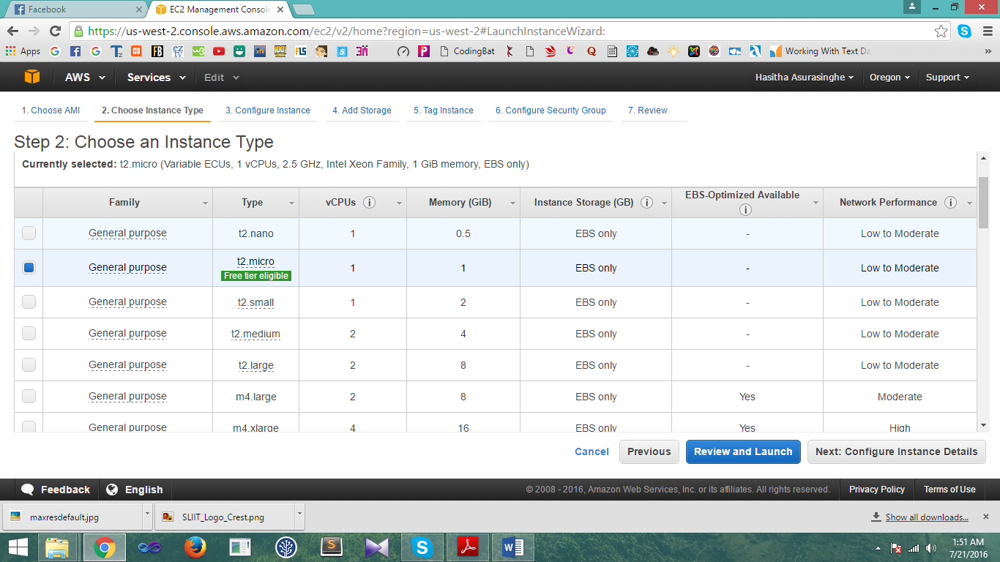 Facebook
EC2 Management Console
https://us-west-2.console.aws.amazon.com/ec2/v2/home?region=us-west-2#LaunchInstanceWizard:
Apps CodingBat Working With Text Da
AWS Services Edit Hasitha Asurasinghe Oregon Support
1. Choose AMI 2. Choose Instance Type 3. Configure Instance 4. Add Storage 5. Tag Instance 6. Configure Security Group 7. Review
Step 2: Choose an Instance Type
Currently selected: t2.micro (Variable ECUs, 1 vCPUs, 2.5 GHz, Intel Xeon Family, 1 GiB memory, EBS only)
Family Type vCPUs Memory (GiB) Instance Storage (GB) EBS-Optimized Available Network Performance
General purpose t2.nano 1 0.5 EBS only - Low to Moderate
General purpose t2.micro 1 1 EBS only - Low to Moderate
Free tier eligible
General purpose t2.small 1 2 EBS only - Low to Moderate
General purpose t2.medium 2 4 EBS only - Low to Moderate
General purpose t2.large 2 8 EBS only - Low to Moderate
General purpose m4.large 2 8 EBS only Yes Moderate
General purpose m4.xlarge 4 16 EBS only Yes High
Cancel Previous Review and Launch Next: Configure Instance Details
Feedback English © 2008 - 2016, Amazon Web Services, Inc. or its affiliates. All rights reserved. Privacy Policy Terms of Use
maxresdefault.jpg SLIIT_Logo_Crest.png Show all downloads...
1:51 AM
7/21/2016